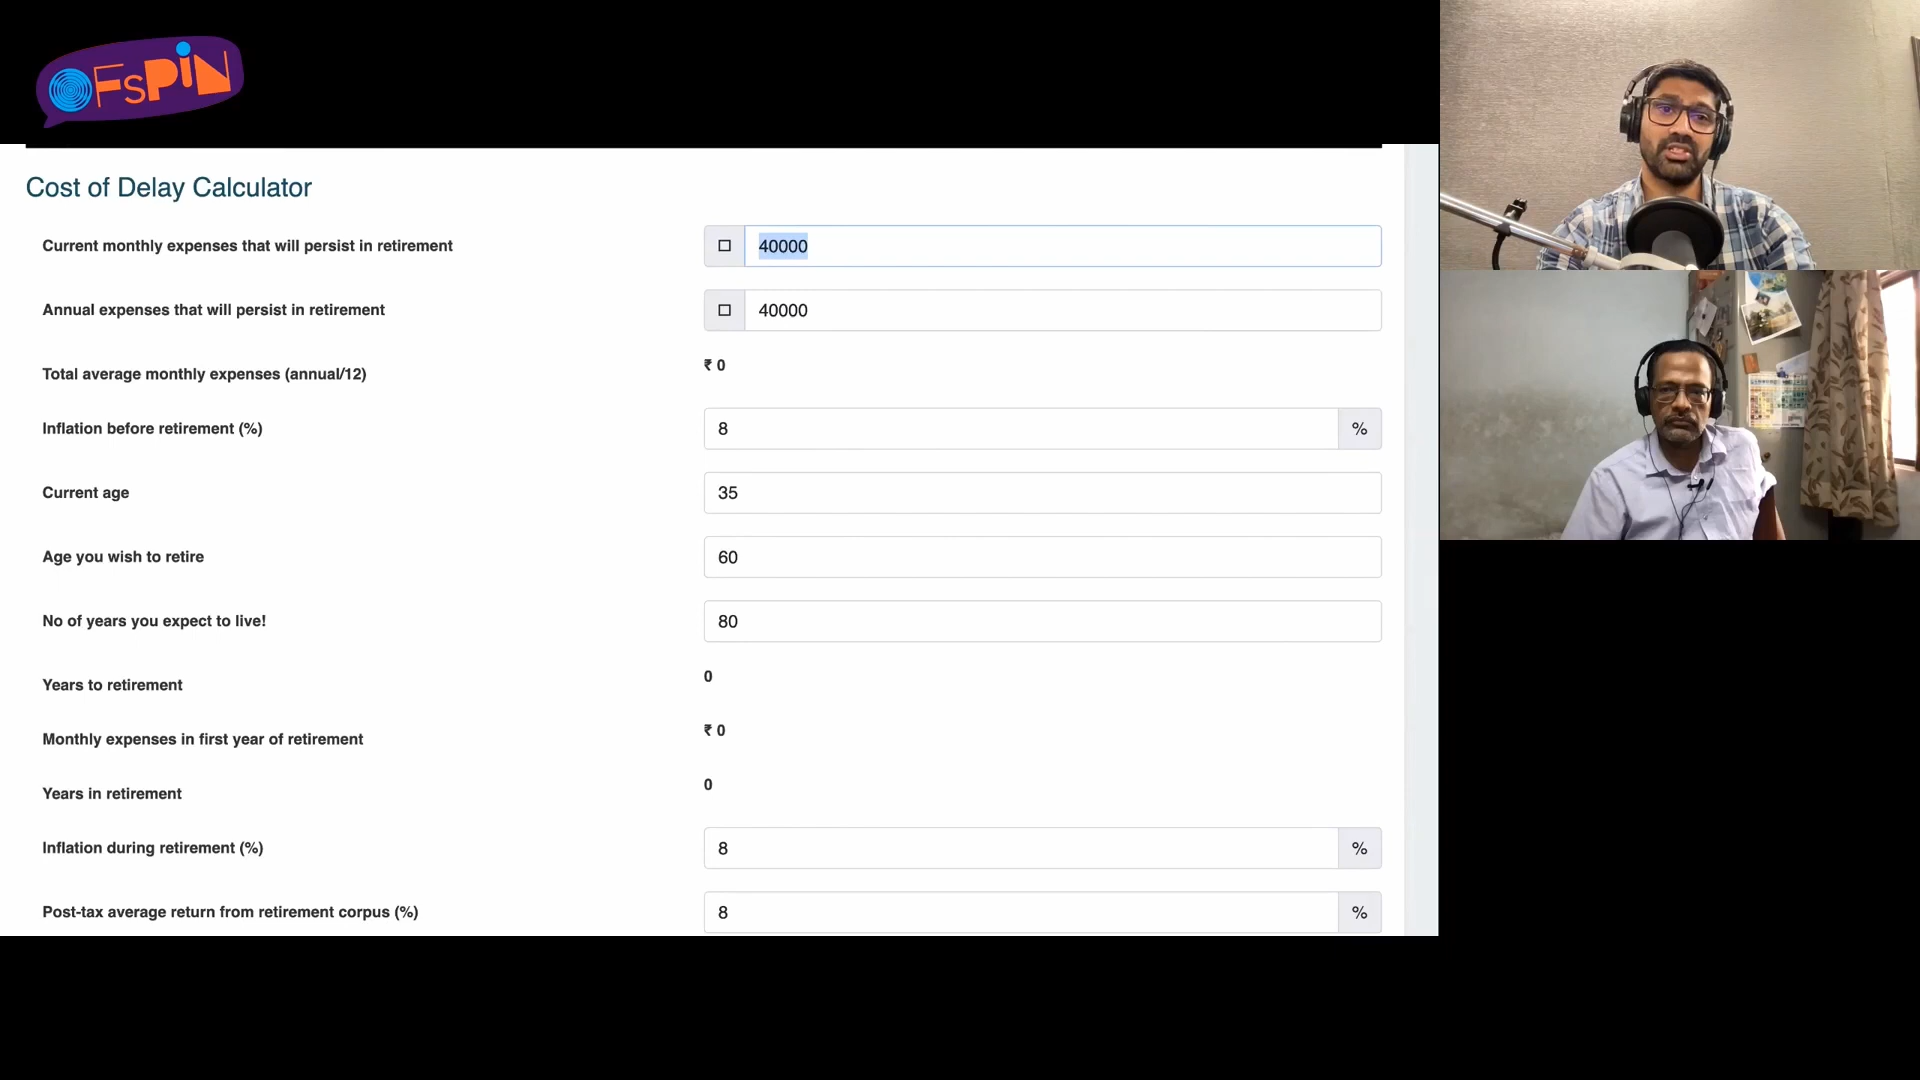 OFSPIN
Cost of Delay Calculator
Current monthly expenses that will persist in retirement
40000
Annual expenses that will persist in retirement
40000
Total average monthly expenses (annual/12)
₹ 0
Inflation before retirement (%)
8 %
Current age
35
Age you wish to retire
60
No of years you expect to live!
80
Years to retirement
0
Monthly expenses in first year of retirement
₹ 0
Years in retirement
0
Inflation during retirement (%)
8 %
Post-tax average return from retirement corpus (%)
8 %